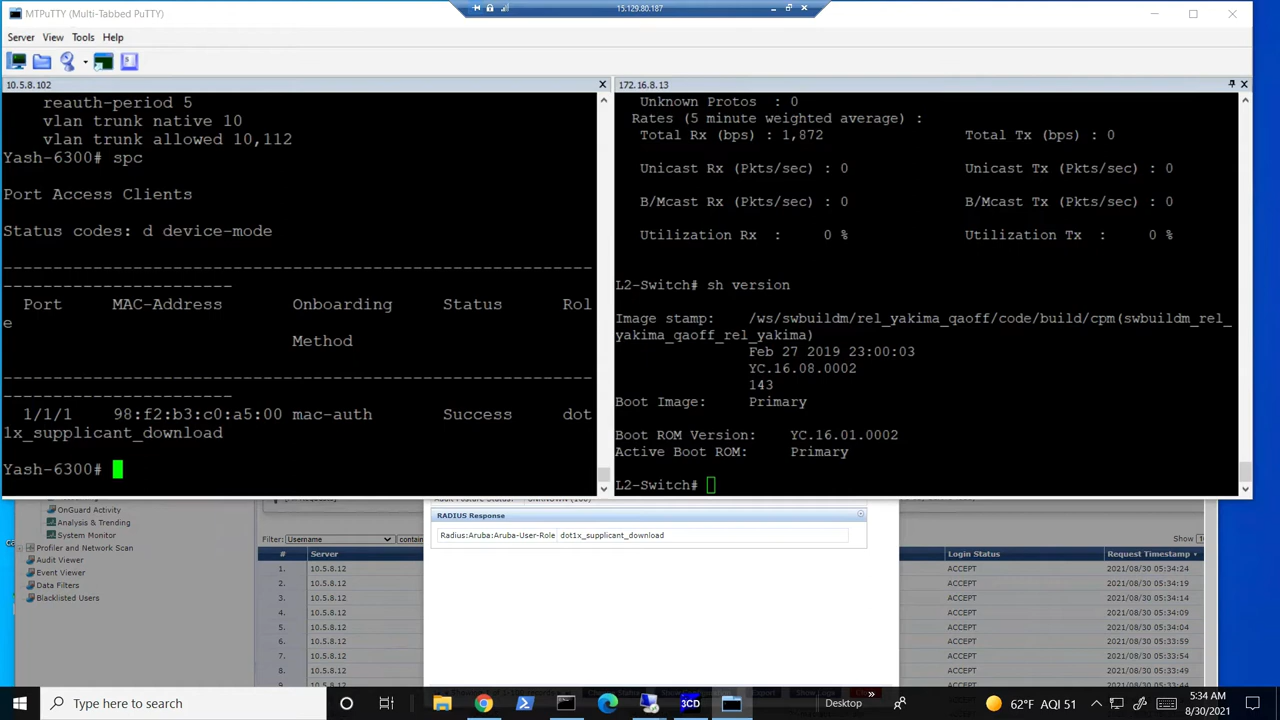 MTPuTTY (Multi-Tabbed PuTTY)
15.129.80.187
Server View Tools Help
10.5.8.102
reauth-period 5
vlan trunk native 10
vlan trunk allowed 10,112
Yash-6300# spc
Port Access Clients
Status codes: d device-mode
--------------------------------------------------------------------------------
Port MAC-Address Onboarding Status Rol
e
Method
--------------------------------------------------------------------------------
1/1/1 98:f2:b3:c0:a5:00 mac-auth Success dot
1x_supplicant_download
Yash-6300#
172.16.8.13
Unknown Protos : 0
Rates (5 minute weighted average) :
Total Rx (bps) : 1,872 Total Tx (bps) : 0
Unicast Rx (Pkts/sec) : 0 Unicast Tx (Pkts/sec) : 0
B/Mcast Rx (Pkts/sec) : 0 B/Mcast Tx (Pkts/sec) : 0
Utilization Rx : 0 % Utilization Tx : 0 %
L2-Switch# sh version
Image stamp: /ws/swbuildm/rel_yakima_qaoff/code/build/cpm(swbuildm_rel_
yakima_qaoff_rel_yakima)
Feb 27 2019 23:00:03
YC.16.08.0002
143
Boot Image: Primary
Boot ROM Version: YC.16.01.0002
Active Boot ROM: Primary
L2-Switch#
OnGuard Activity
Analysis & Trending
System Monitor
Profiler and Network Scan
Audit Viewer
Event Viewer
Data Filters
Blacklisted Users
RADIUS Response
Radius:Aruba:Aruba-User-Role dot1x_supplicant_download
Filter: Username contain Show 1
# Server Login Status Request Timestamp
1. 10.5.8.12 ACCEPT 2021/08/30 05:34:24
2. 10.5.8.12 ACCEPT 2021/08/30 05:34:19
3. 10.5.8.12 ACCEPT 2021/08/30 05:34:14
4. 10.5.8.12 ACCEPT 2021/08/30 05:34:09
5. 10.5.8.12 ACCEPT 2021/08/30 05:34:04
6. 10.5.8.12 ACCEPT 2021/08/30 05:33:59
7. 10.5.8.12 ACCEPT 2021/08/30 05:33:54
8. 10.5.8.12 ACCEPT 2021/08/30 05:33:49
Type here to search
3CD
Desktop
62°F AQI 51
5:34 AM
8/30/2021